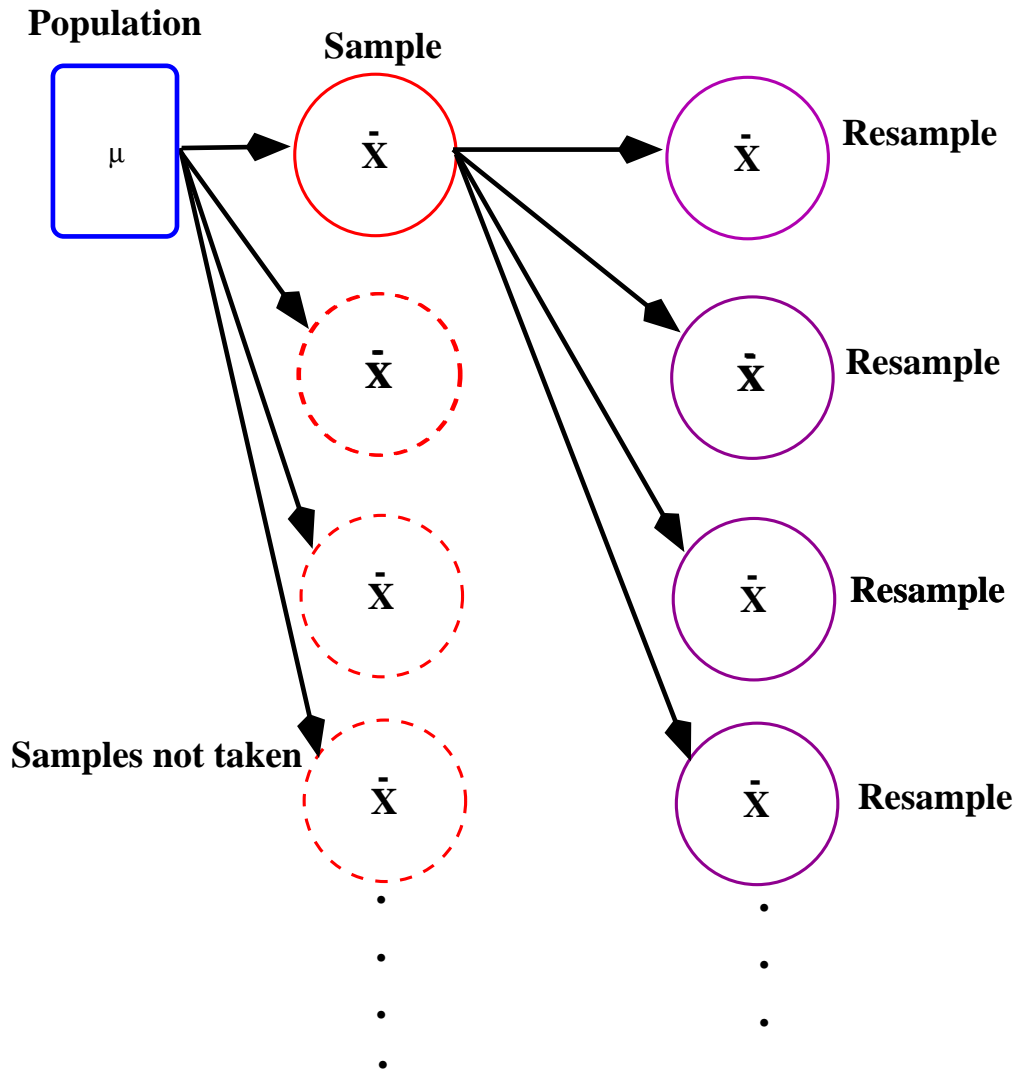 Population
Sample
μ
X̄
X̄
Resample
X̄
X̄
Resample
X̄
X̄
Resample
Samples not taken
X̄
X̄
Resample